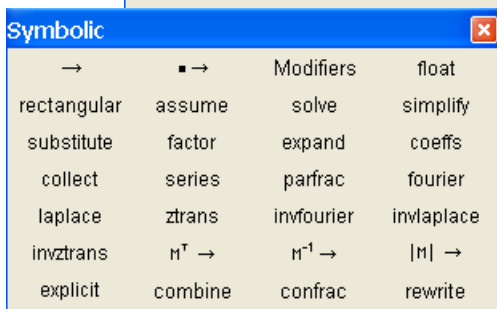 Symbolic
→ ▪ → Modifiers float
rectangular assume solve simplify
substitute factor expand coeffs
collect series parfrac fourier
laplace ztrans invfourier invlaplace
invztrans Mᵀ → M⁻¹ → |M| →
explicit combine confrac rewrite